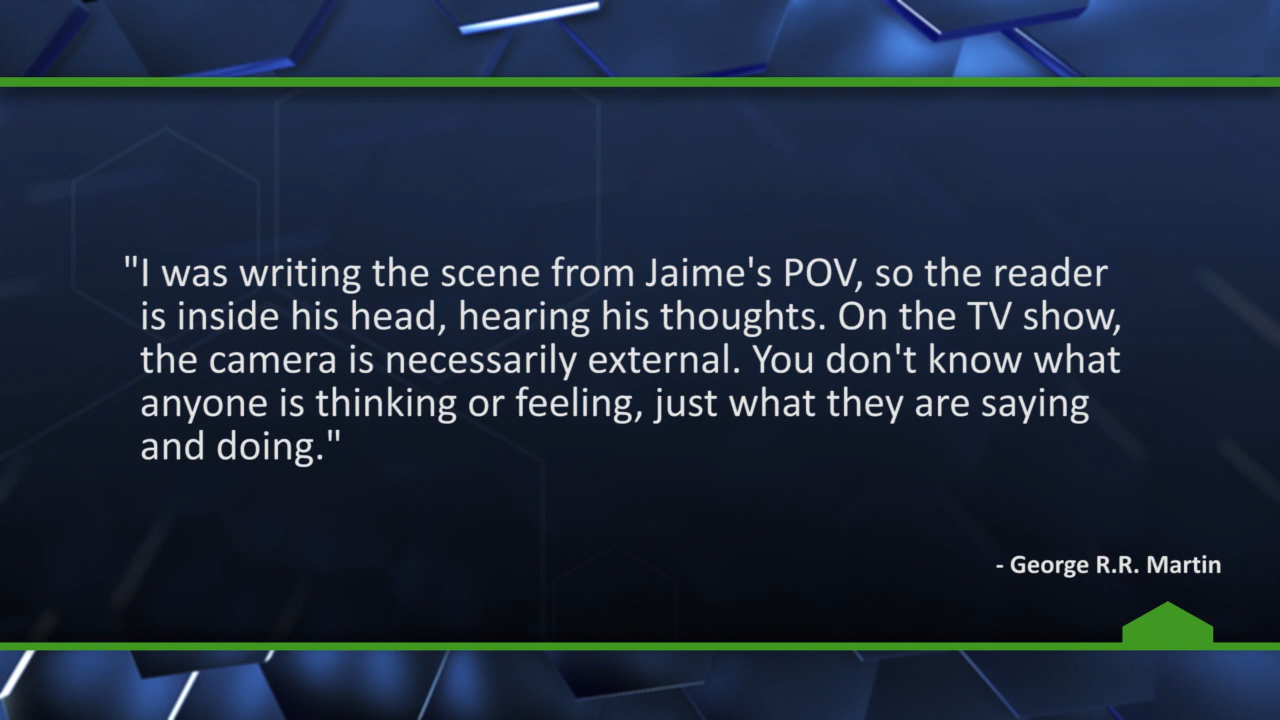 "I was writing the scene from Jaime's POV, so the reader
is inside his head, hearing his thoughts. On the TV show,
the camera is necessarily external. You don't know what
anyone is thinking or feeling, just what they are saying
and doing."
- George R.R. Martin